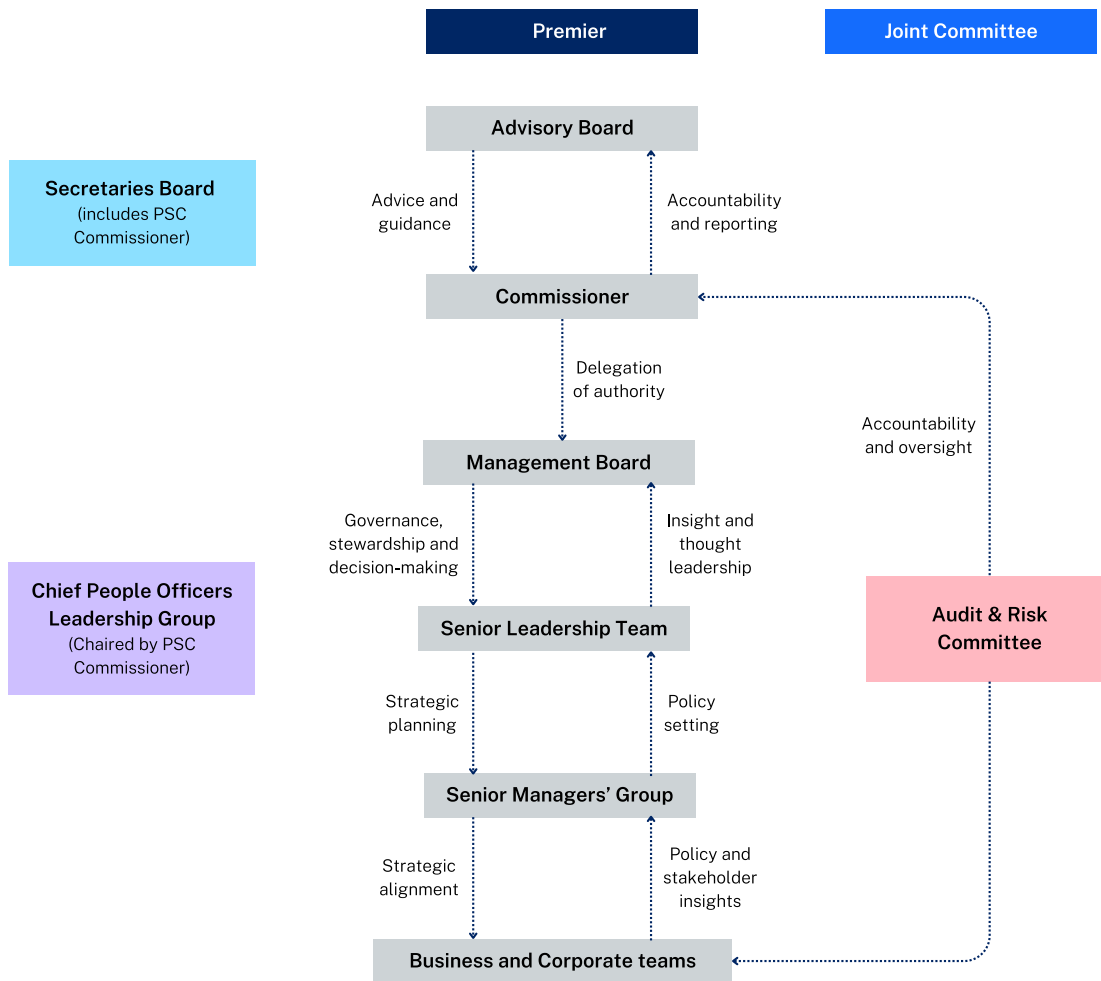 Premier
Joint Committee
Advisory Board
Secretaries Board
(includes PSC
Commissioner)
Advice and
guidance
Accountability
and reporting
Commissioner
Delegation
of authority
Accountability
and oversight
Management Board
Governance,
stewardship and
decision-making
Insight and
thought
leadership
Chief People Officers
Leadership Group
(Chaired by PSC
Commissioner)
Senior Leadership Team
Audit & Risk
Committee
Strategic
planning
Policy
setting
Senior Managers’ Group
Strategic
alignment
Policy and
stakeholder
insights
Business and Corporate teams